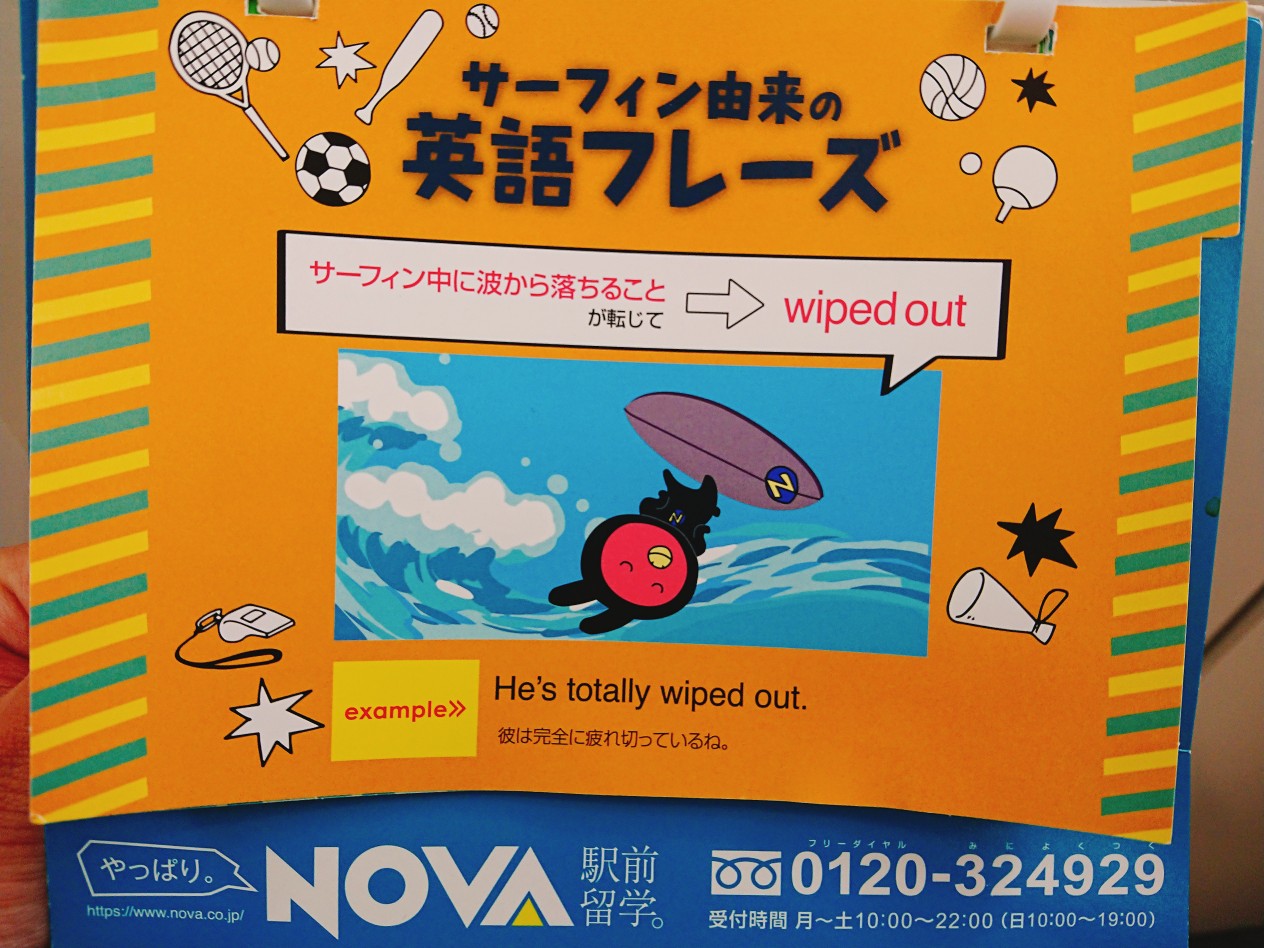 サーフィン由来の
英語フレーズ
サーフィン中に波から落ちること
が転じて
wiped out
N
N
example»
He's totally wiped out.
彼は完全に疲れ切っているね。
やっぱり。
https://www.nova.co.jp/
NOVA
駅前
留学。
フリーダイヤル みによくつく
0120-324929
受付時間 月〜土10:00〜22:00（日10:00〜19:00）